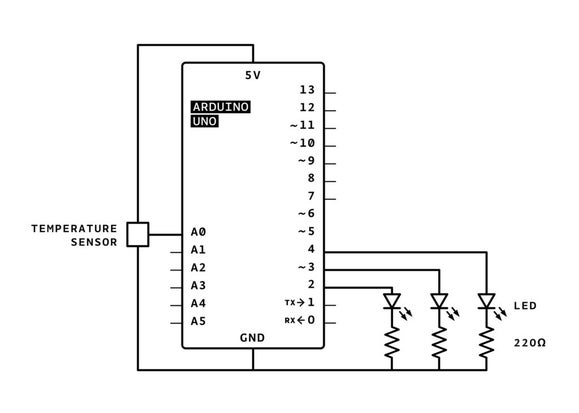 5V
ARDUINO
UNO
13
12
~11
~10
~9
8
7
~6
~5
4
~3
2
TX→1
RX←0
TEMPERATURE
SENSOR
A0
A1
A2
A3
A4
A5
GND
LED
220Ω